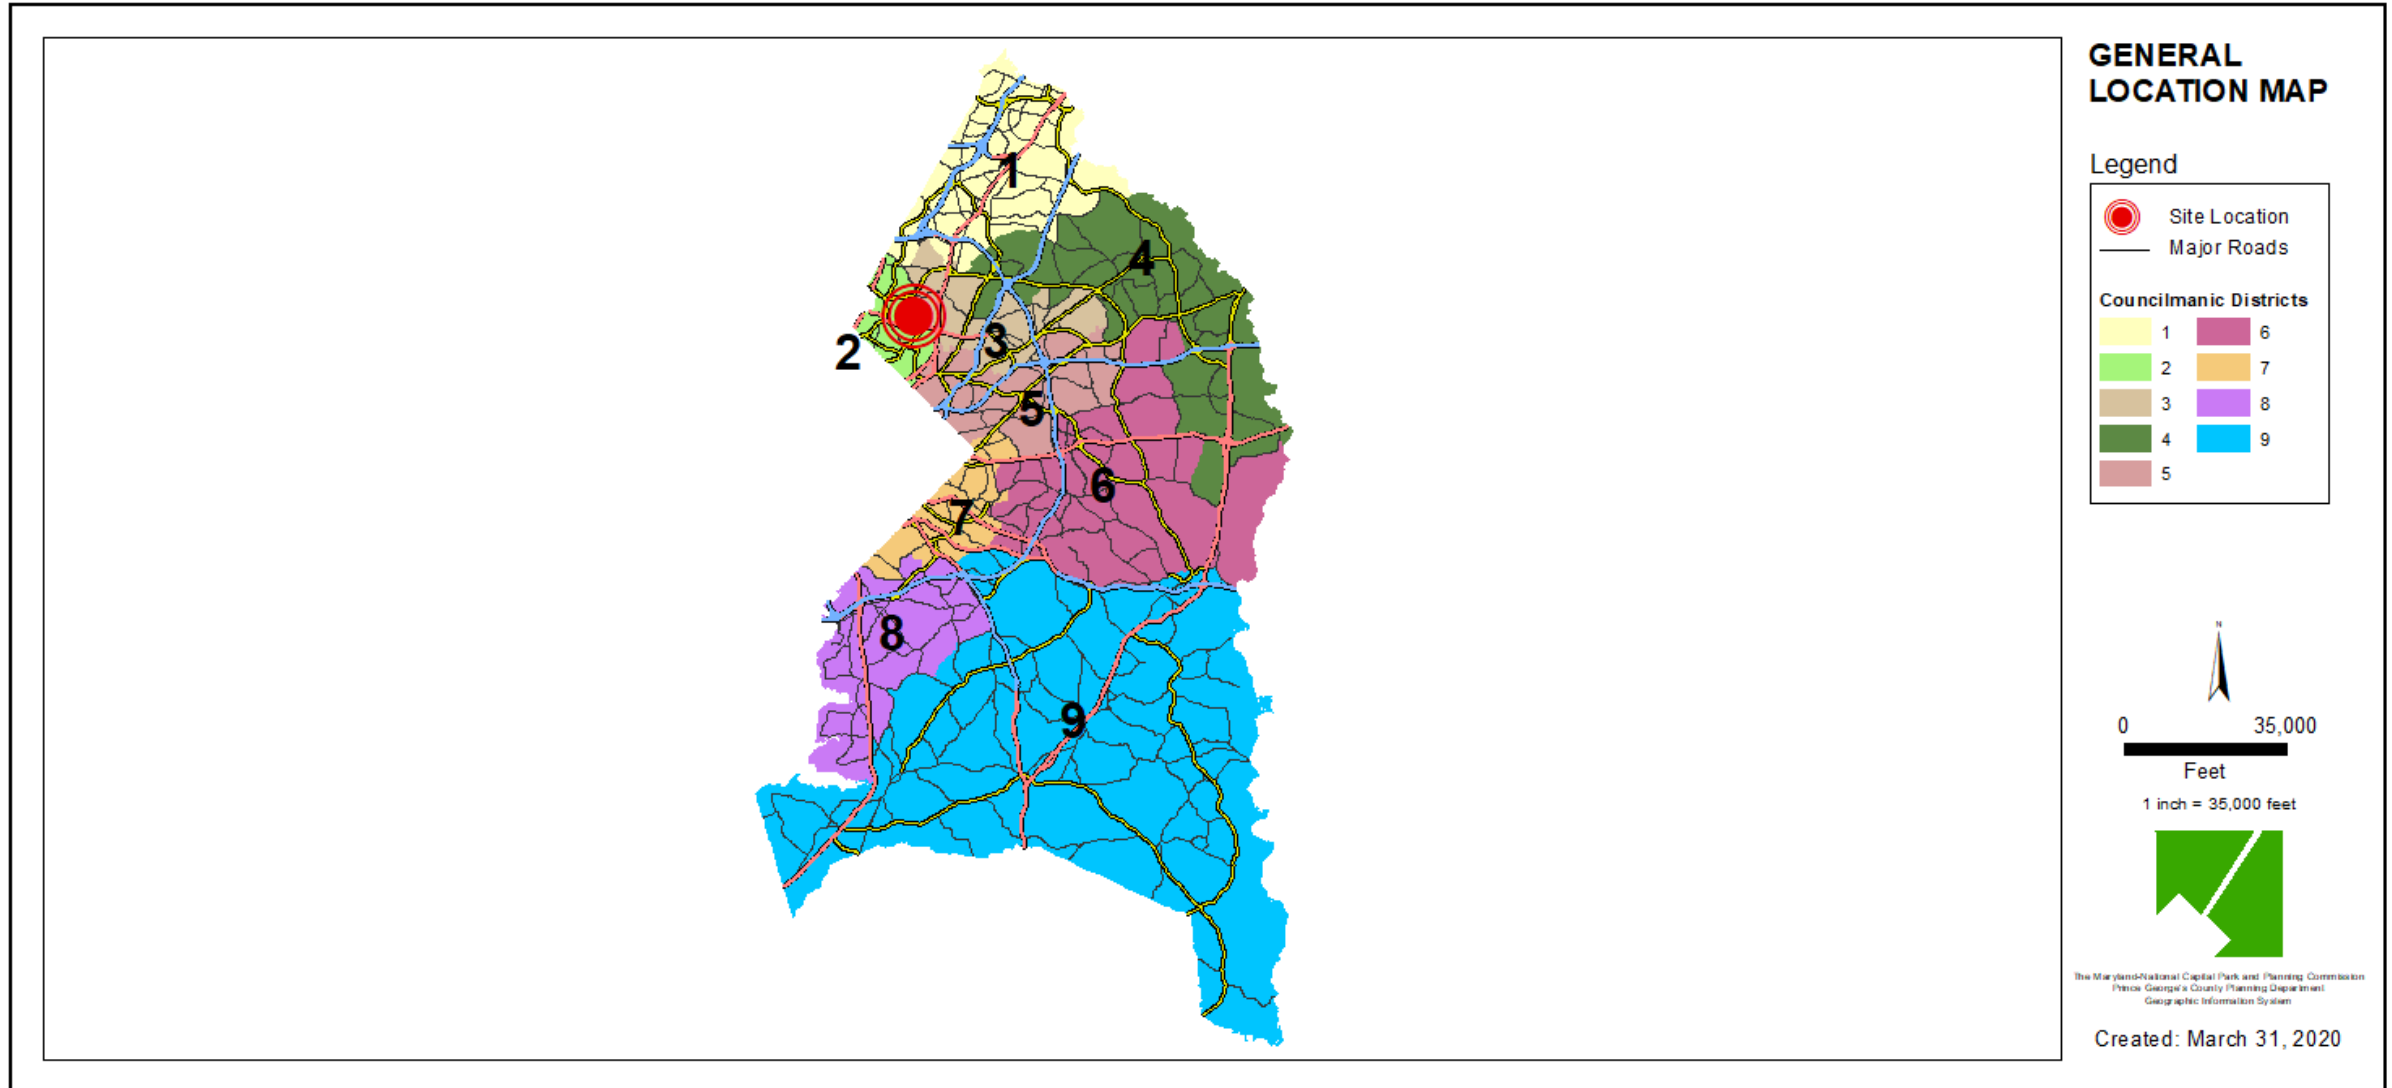 GENERAL
LOCATION MAP
Legend
Site Location
Major Roads
Councilmanic Districts
1 6
2 7
3 8
4 9
5
1
4
3
2
5
6
7
8
9
N
0 35,000
Feet
1 inch = 35,000 feet
The Maryland-National Capital Park and Planning Commission
Prince George's County Planning Department
Geographic Information System
Created: March 31, 2020